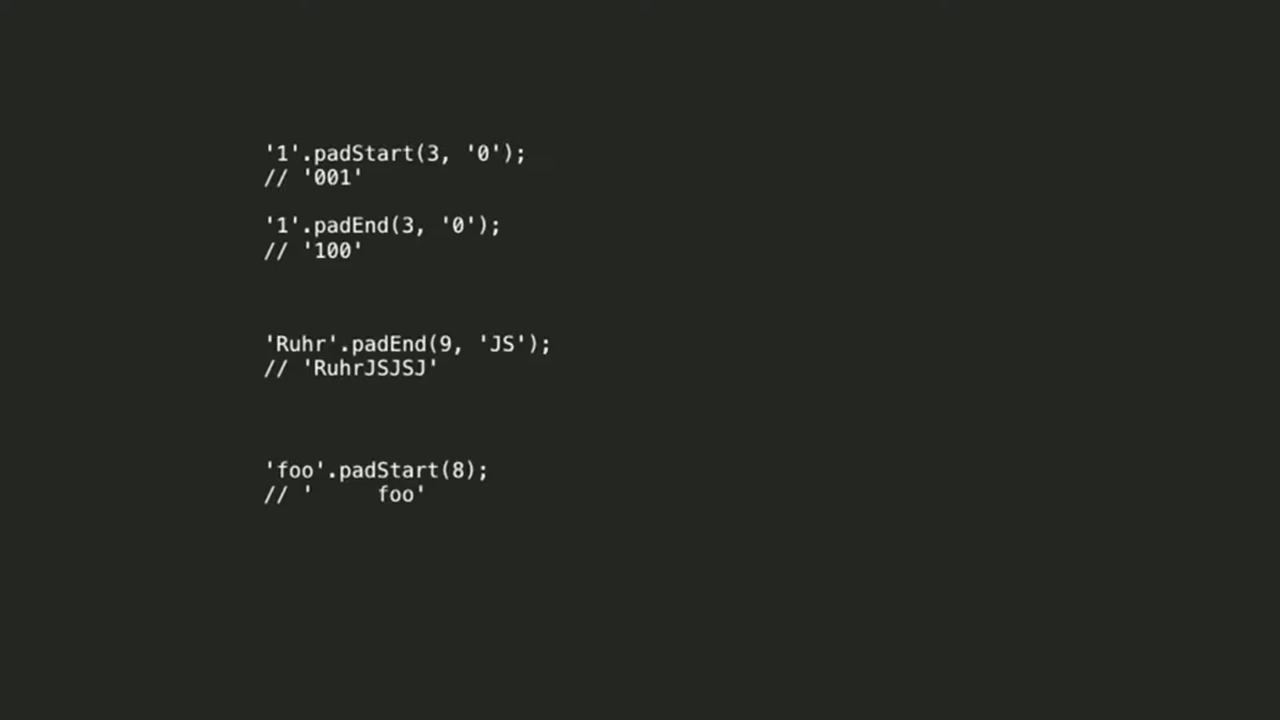 '1'.padStart(3, '0');
// '001'
'1'.padEnd(3, '0');
// '100'
'Ruhr'.padEnd(9, 'JS');
// 'RuhrJSJSJ'
'foo'.padStart(8);
// '     foo'